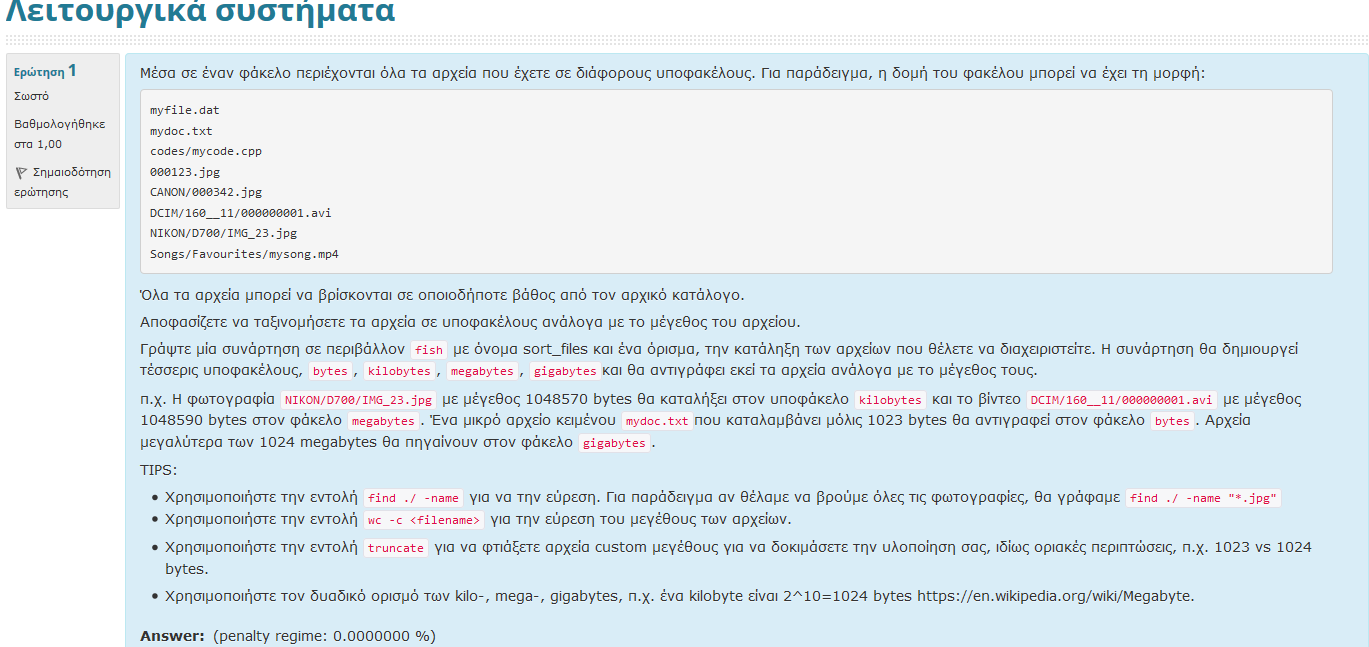 Λειτουργικά συστήματα
Ερώτηση 1
Σωστό
Βαθμολογήθηκε
στα 1,00
Σημαιοδότηση
ερώτησης
Μέσα σε έναν φάκελο περιέχονται όλα τα αρχεία που έχετε σε διάφορους υποφακέλους. Για παράδειγμα, η δομή του φακέλου μπορεί να έχει τη μορφή:
myfile.dat
mydoc.txt
codes/mycode.cpp
000123.jpg
CANON/000342.jpg
DCIM/160__11/000000001.avi
NIKON/D700/IMG_23.jpg
Songs/Favourites/mysong.mp4
Όλα τα αρχεία μπορεί να βρίσκονται σε οποιοδήποτε βάθος από τον αρχικό κατάλογο.
Αποφασίζετε να ταξινομήσετε τα αρχεία σε υποφακέλους ανάλογα με το μέγεθος του αρχείου.
Γράψτε μία συνάρτηση σε περιβάλλον fish με όνομα sort_files και ένα όρισμα, την κατάληξη των αρχείων που θέλετε να διαχειριστείτε. Η συνάρτηση θα δημιουργεί
τέσσερις υποφακέλους, bytes , kilobytes , megabytes , gigabytes και θα αντιγράφει εκεί τα αρχεία ανάλογα με το μέγεθος τους.
π.χ. Η φωτογραφία NIKON/D700/IMG_23.jpg με μέγεθος 1048570 bytes θα καταλήξει στον υποφάκελο kilobytes και το βίντεο DCIM/160__11/000000001.avi με μέγεθος
1048590 bytes στον φάκελο megabytes . Ένα μικρό αρχείο κειμένου mydoc.txt που καταλαμβάνει μόλις 1023 bytes θα αντιγραφεί στον φάκελο bytes . Αρχεία
μεγαλύτερα των 1024 megabytes θα πηγαίνουν στον φάκελο gigabytes .
TIPS:
• Χρησιμοποιήστε την εντολή find ./ -name για να την εύρεση. Για παράδειγμα αν θέλαμε να βρούμε όλες τις φωτογραφίες, θα γράφαμε find ./ -name "*.jpg"
• Χρησιμοποιήστε την εντολή wc -c <filename> για την εύρεση του μεγέθους των αρχείων.
• Χρησιμοποιήστε την εντολή truncate για να φτιάξετε αρχεία custom μεγέθους για να δοκιμάσετε την υλοποίηση σας, ιδίως οριακές περιπτώσεις, π.χ. 1023 vs 1024
bytes.
• Χρησιμοποιήστε τον δυαδικό ορισμό των kilo-, mega-, gigabytes, π.χ. ένα kilobyte είναι 2^10=1024 bytes https://en.wikipedia.org/wiki/Megabyte.
Answer: (penalty regime: 0.0000000 %)